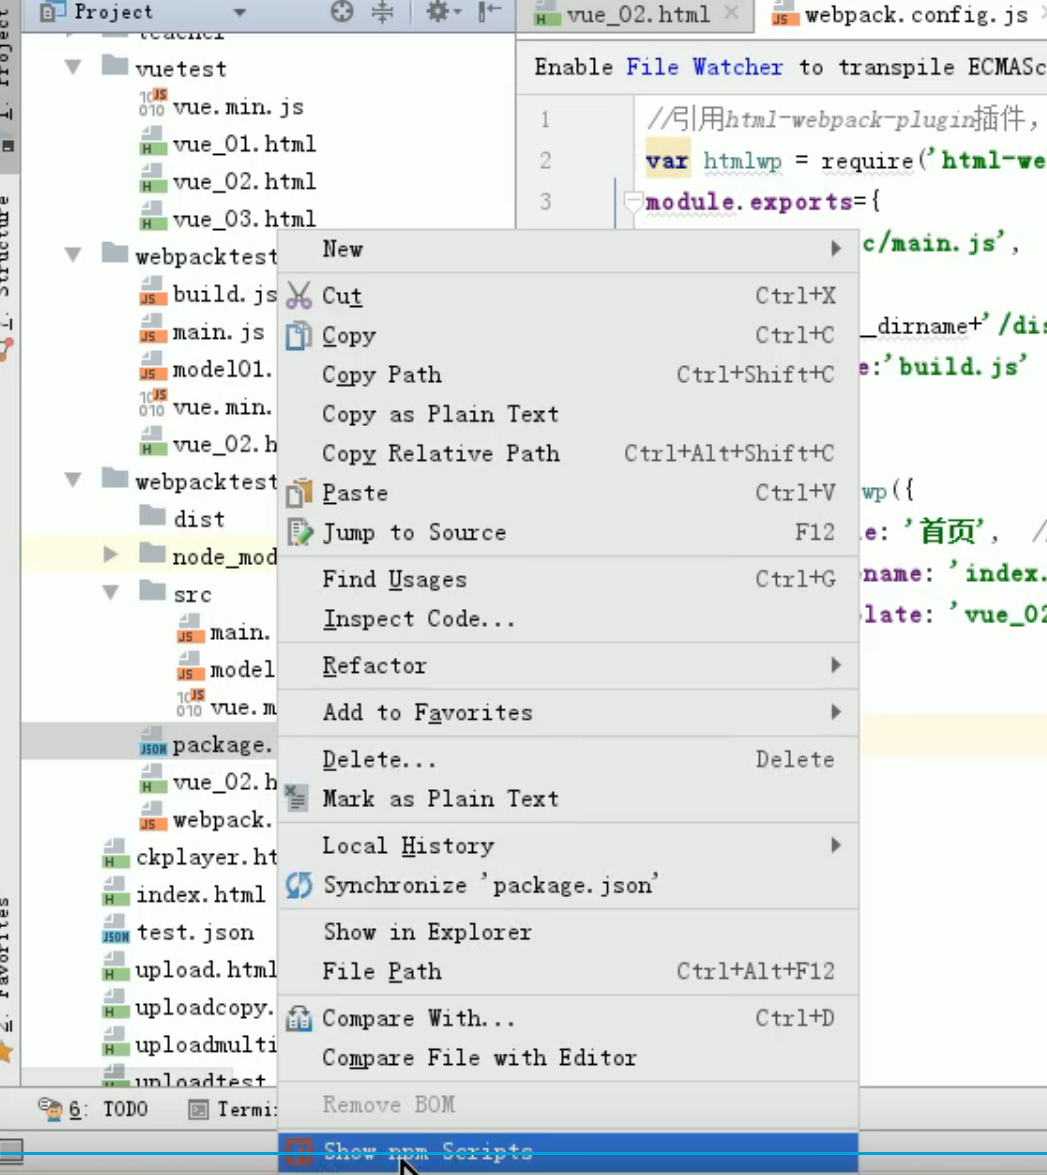 Project
vue_02.html
webpack.config.js
1: Project
teacher
vuetest
Enable File Watcher to transpile ECMASc
vue.min.js
1
//引用html-webpack-plugin插件，
vue_01.html
2
var htmlwp = require('html-we
vue_02.html
3
module.exports={
vue_03.html
Structure
webpacktest
New
c/main.js',
build.js
Cut Ctrl+X
main.js
Copy Ctrl+C
_dirname+'/dis
model01.
Copy Path Ctrl+Shift+C
e:'build.js'
vue.min.
Copy as Plain Text
vue_02.h
Copy Relative Path Ctrl+Alt+Shift+C
webpacktest
Paste Ctrl+V
wp({
dist
Jump to Source F12
e: '首页', /
node_mod
Find Usages Ctrl+G
name: 'index.
src
Inspect Code...
late: 'vue_02
main.
Refactor
model
vue.m
Add to Favorites
package.
Delete... Delete
vue_02.h
Mark as Plain Text
webpack.
Local History
ckplayer.ht
Synchronize 'package.json'
index.html
test.json
Show in Explorer
upload.html
File Path Ctrl+Alt+F12
uploadcopy.
Compare With... Ctrl+D
uploadmulti
Compare File with Editor
2: Favorites
uploadtest
6: TODO
Termi
Remove BOM
Show npm Scripts